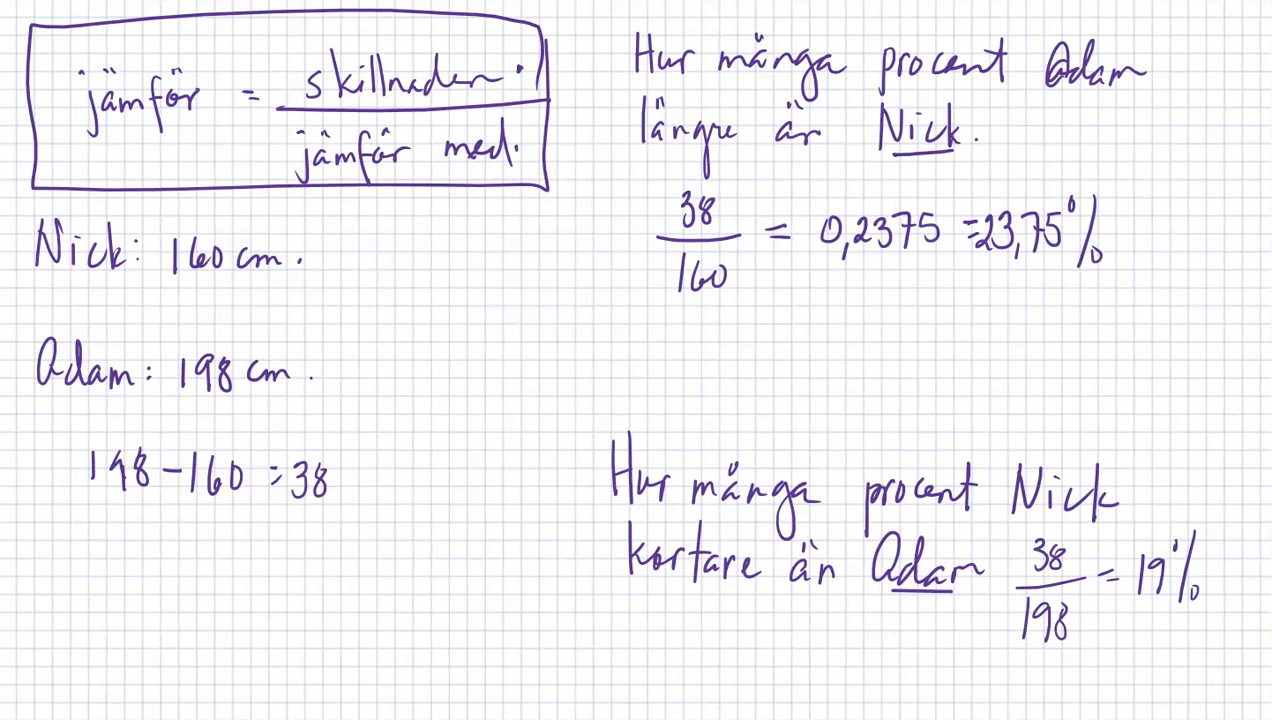 jämför = skillnaden.
jämför med.
Nick: 160 cm.
Adam: 198 cm.
198 - 160 = 38
Hur många procent Adam
längre är Nick.
38
160
= 0,2375 = 23,75%
Hur många procent Nick
kortare än Adam
38
198
= 19%